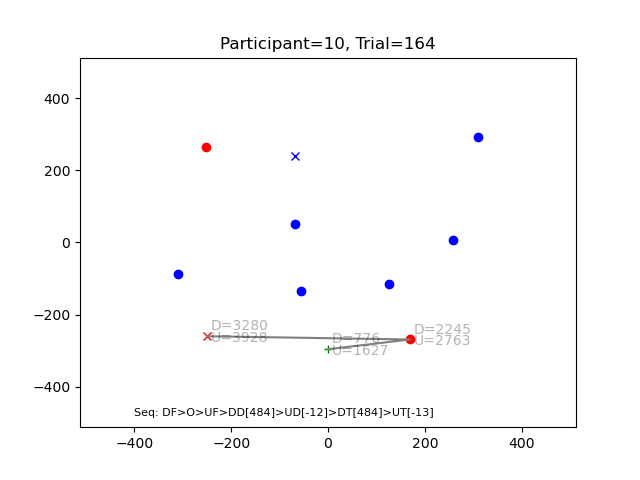 Participant=10, Trial=164
400
200
0
−200
−400
D=3280
U=3928
D=776
U=1627
D=2245
U=2763
Seq: DF>O>UF>DD[484]>UD[-12]>DT[484]>UT[-13]
−400 −200 0 200 400